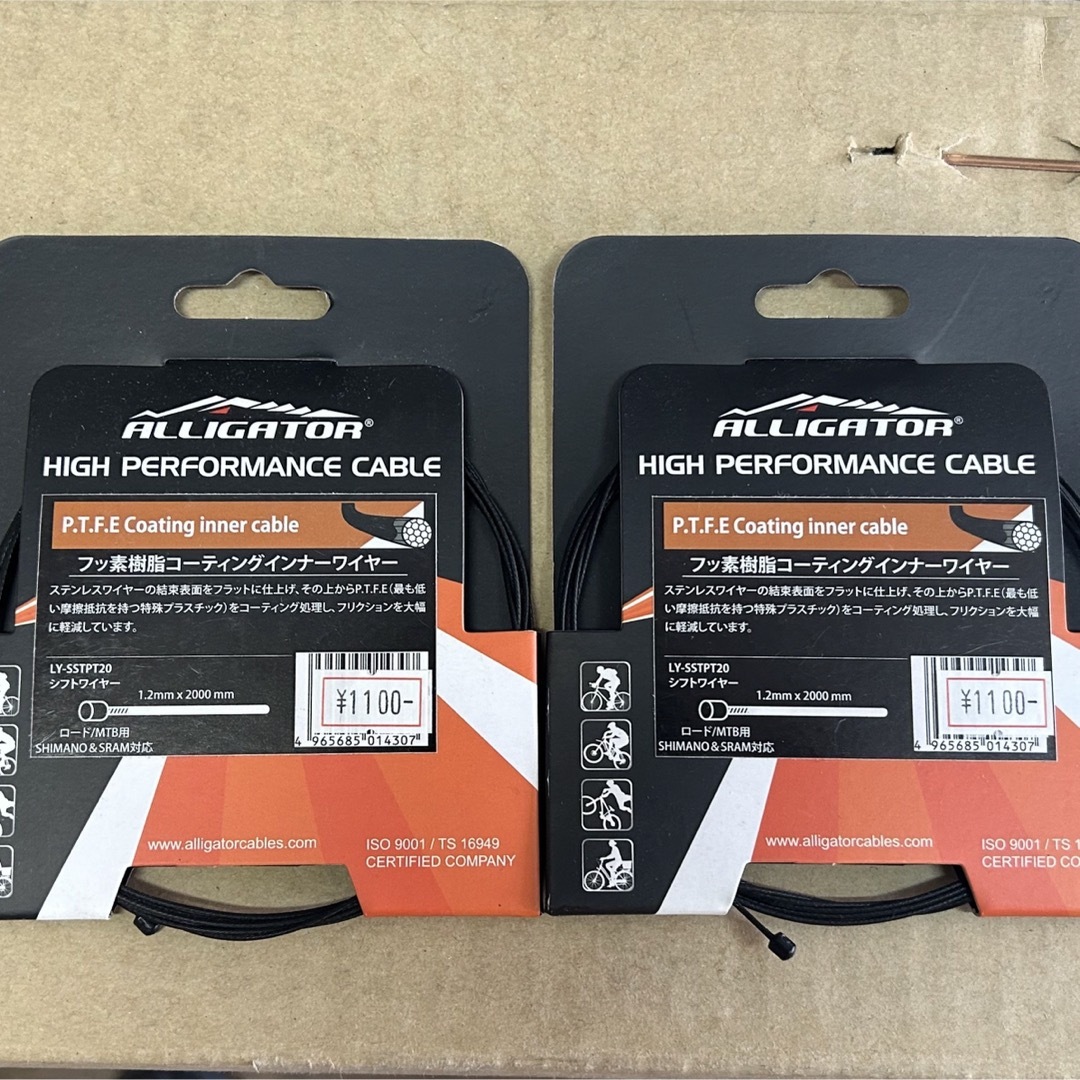 ALLIGATOR®
HIGH PERFORMANCE CABLE
P.T.F.E Coating inner cable
フッ素樹脂コーティングインナーワイヤー
ステンレスワイヤーの結束表面をフラットに仕上げ、その上からP.T.F.E(最も低
い摩擦抵抗を持つ特殊プラスチック)をコーティング処理し、フリクションを大幅
に軽減しています。
LY-SSTPT20
シフトワイヤー
1.2mm x 2000 mm
ロード/MTB用
SHIMANO&SRAM対応
¥1100-
4 965685 014307
www.alligatorcables.com
ISO 9001 / TS 16949
CERTIFIED COMPANY
ALLIGATOR®
HIGH PERFORMANCE CABLE
P.T.F.E Coating inner cable
フッ素樹脂コーティングインナーワイヤー
ステンレスワイヤーの結束表面をフラットに仕上げ、その上からP.T.F.E(最も低
い摩擦抵抗を持つ特殊プラスチック)をコーティング処理し、フリクションを大幅
に軽減しています。
LY-SSTPT20
シフトワイヤー
1.2mm x 2000 mm
ロード/MTB用
SHIMANO&SRAM対応
¥1100-
4 965685 014307
www.alligatorcables.com
ISO 9001 / TS 1
CERTIFIED CO